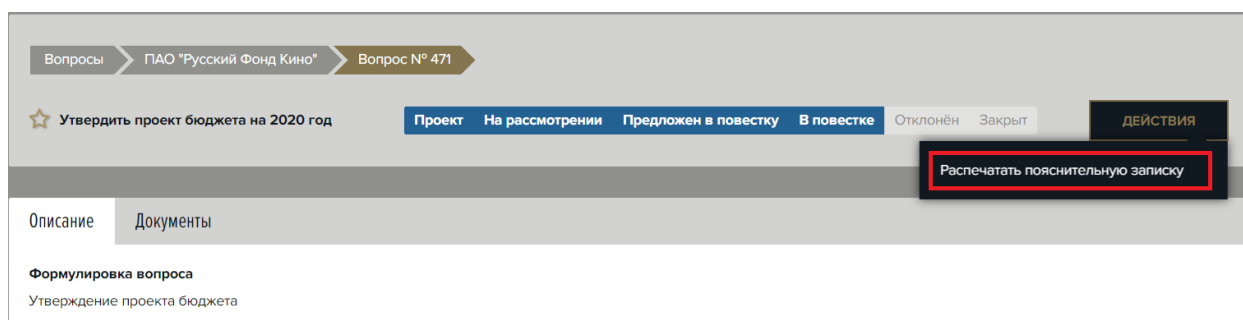 Вопросы ПАО "Русский Фонд Кино" Вопрос № 471
Утвердить проект бюджета на 2020 год Проект На рассмотрении Предложен в повестку В повестке Отклонён Закрыт ДЕЙСТВИЯ
Распечатать пояснительную записку
Описание Документы
Формулировка вопроса
Утверждение проекта бюджета